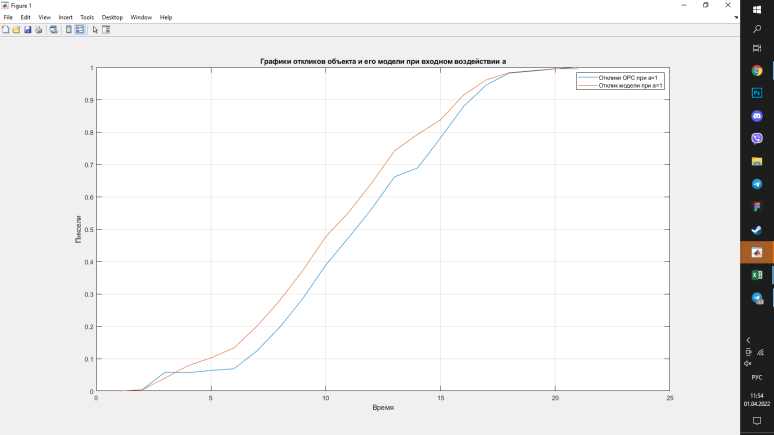 Figure 1
File Edit View Insert Tools Desktop Window Help
Графики откликов объекта и его модели при входном воздействии a
Отклики ОРС при a=1
Отклик модели при a=1
Пиксели
1
0.9
0.8
0.7
0.6
0.5
0.4
0.3
0.2
0.1
0
0 5 10 15 20 25
Время
Ps
РУС
11:54
01.04.2022